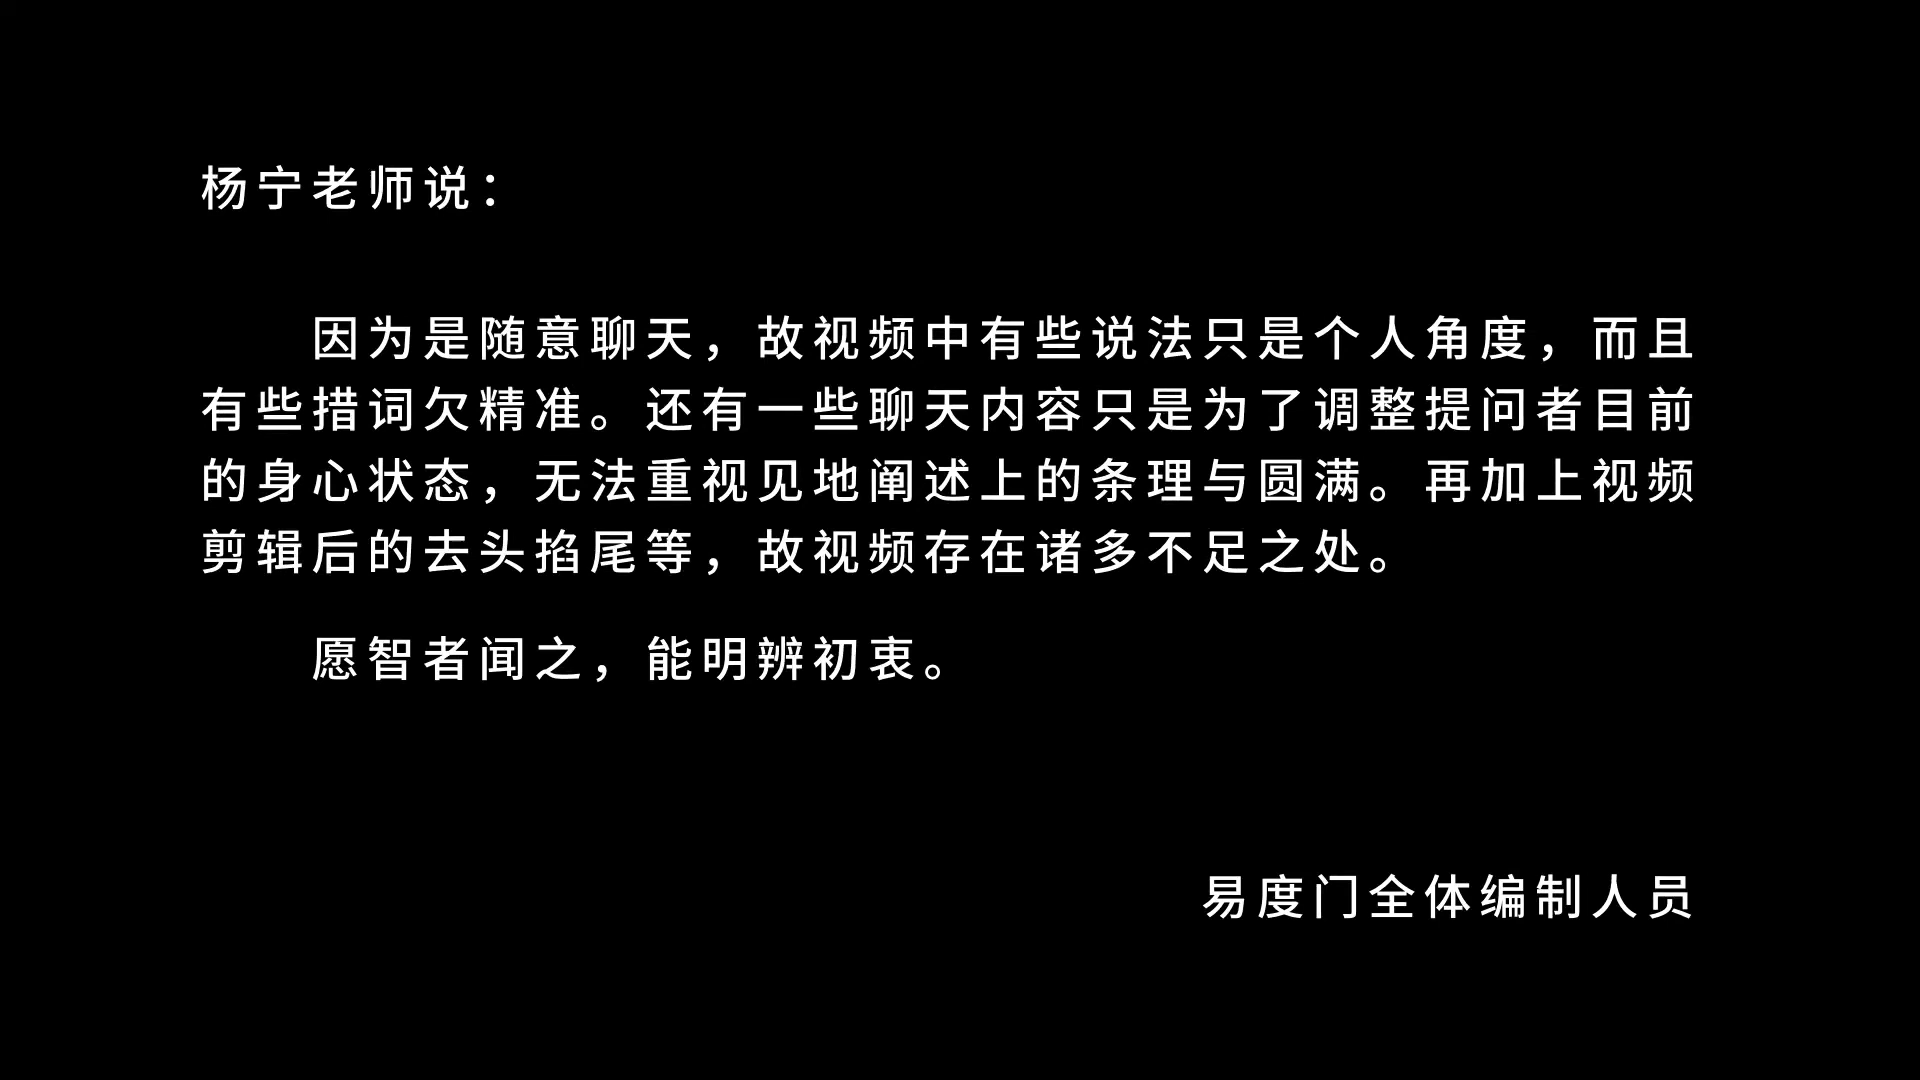 杨宁老师说：
因为是随意聊天，故视频中有些说法只是个人角度，而且
有些措词欠精准。还有一些聊天内容只是为了调整提问者目前
的身心状态，无法重视见地阐述上的条理与圆满。再加上视频
剪辑后的去头掐尾等，故视频存在诸多不足之处。
愿智者闻之，能明辨初衷。
易度门全体编制人员